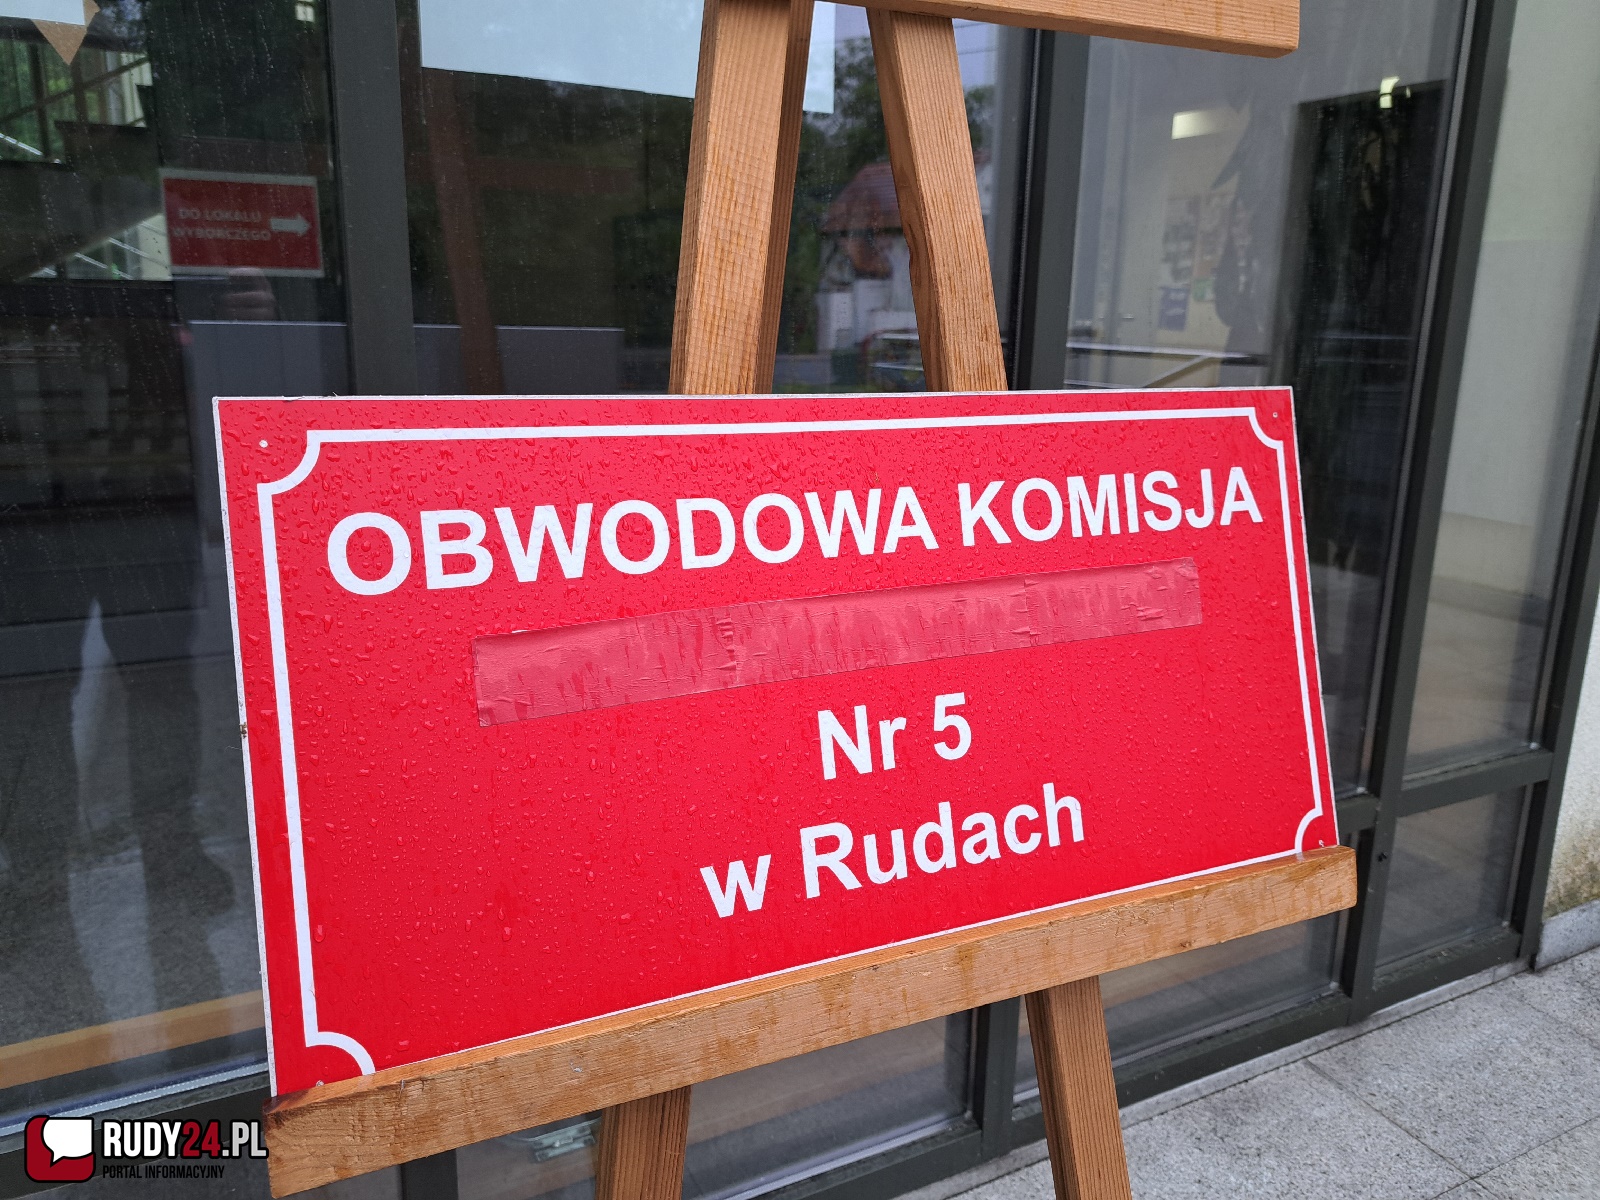 DO LOKALU
WYBORCZEGO
OBWODOWA KOMISJA
Nr 5
w Rudach
RUDY24.PL
PORTAL INFORMACYJNY